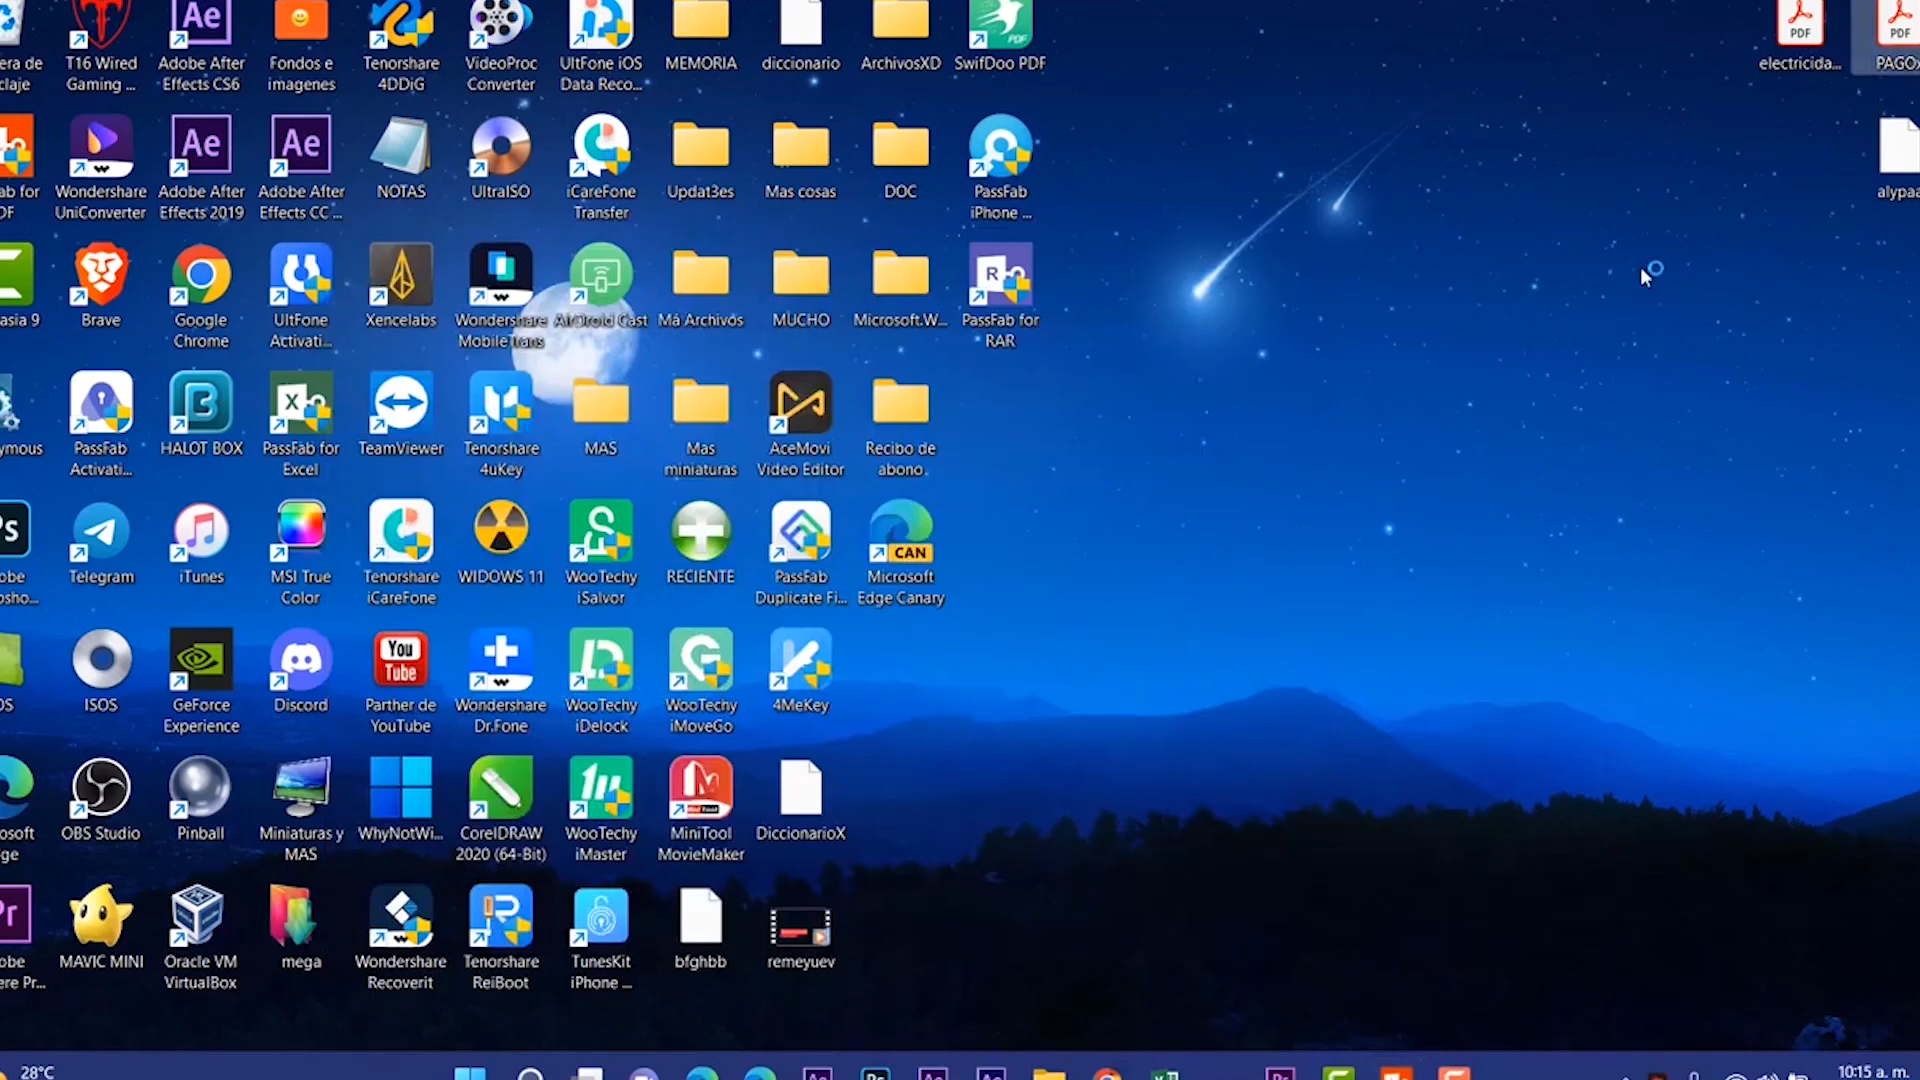 era de
claje
T16 Wired
Gaming ...
Adobe After
Effects CS6
Fondos e
imagenes
Tenorshare
4DDiG
VideoProc
Converter
UltFone iOS
Data Reco...
MEMORIA
diccionario
ArchivosXD
SwifDoo PDF
electricida...
PAGO
ab for
DF
Wondershare
UniConverter
Adobe After
Effects 2019
Adobe After
Effects CC ...
NOTAS
UltraISO
iCareFone
Transfer
Updat3es
Mas cosas
DOC
PassFab
iPhone ...
alypaa
asia 9
Brave
Google
Chrome
UltFone
Activati...
Xencelabs
Wondershare
MobileTrans
AirDroid Cast
Má Archivos
MUCHO
Microsoft.W...
PassFab for
RAR
ymous
PassFab
Activati...
HALOT BOX
PassFab for
Excel
TeamViewer
Tenorshare
4uKey
MAS
Mas
miniaturas
AceMovi
Video Editor
Recibo de
abono
obe
osho...
Telegram
iTunes
MSI True
Color
Tenorshare
iCareFone
WIDOWS 11
WooTechy
iSalvor
RECIENTE
PassFab
Duplicate Fi...
CAN
Microsoft
Edge Canary
OS
ISOS
GeForce
Experience
Discord
You
Tube
Parther de
YouTube
Wondershare
Dr.Fone
WooTechy
iDelock
WooTechy
iMoveGo
4MeKey
osoft
ge
OBS Studio
Pinball
Miniaturas y
MAS
WhyNotWi...
CorelDRAW
2020 (64-Bit)
WooTechy
iMaster
MiniTool
MovieMaker
DiccionarioX
obe
ere Pr...
MAVIC MINI
Oracle VM
VirtualBox
mega
Wondershare
Recoverit
Tenorshare
ReiBoot
TunesKit
iPhone ...
bfghbb
remeyuev
28°C
10:15 a. m.